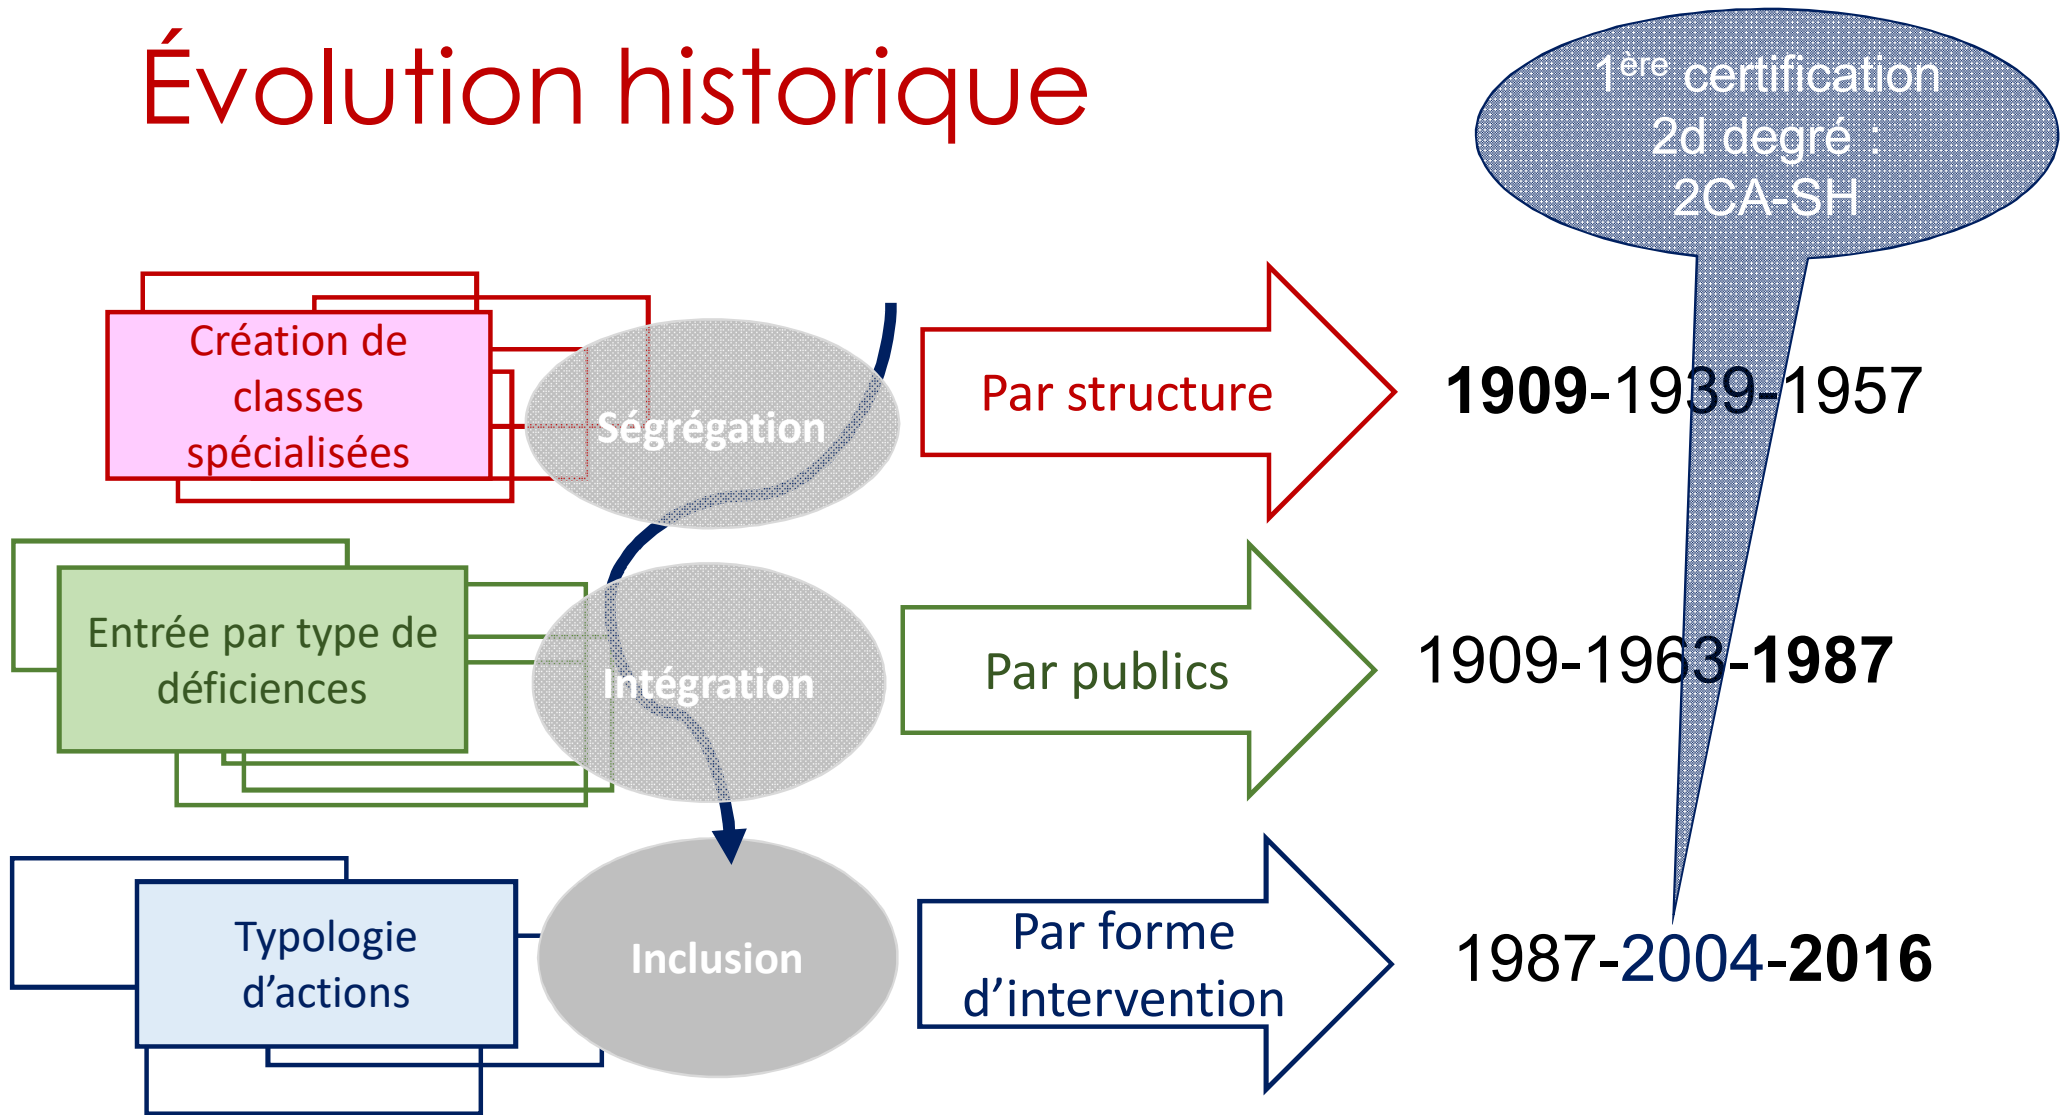 Évolution historique
1ère certification
2d degré :
2CA-SH
Création de
classes
spécialisées
Ségrégation
Par structure
1909-1939-1957
Entrée par type de
déficiences
Intégration
Par publics
1909-1963-1987
Typologie
d’actions
Inclusion
Par forme
d’intervention
1987-2004-2016